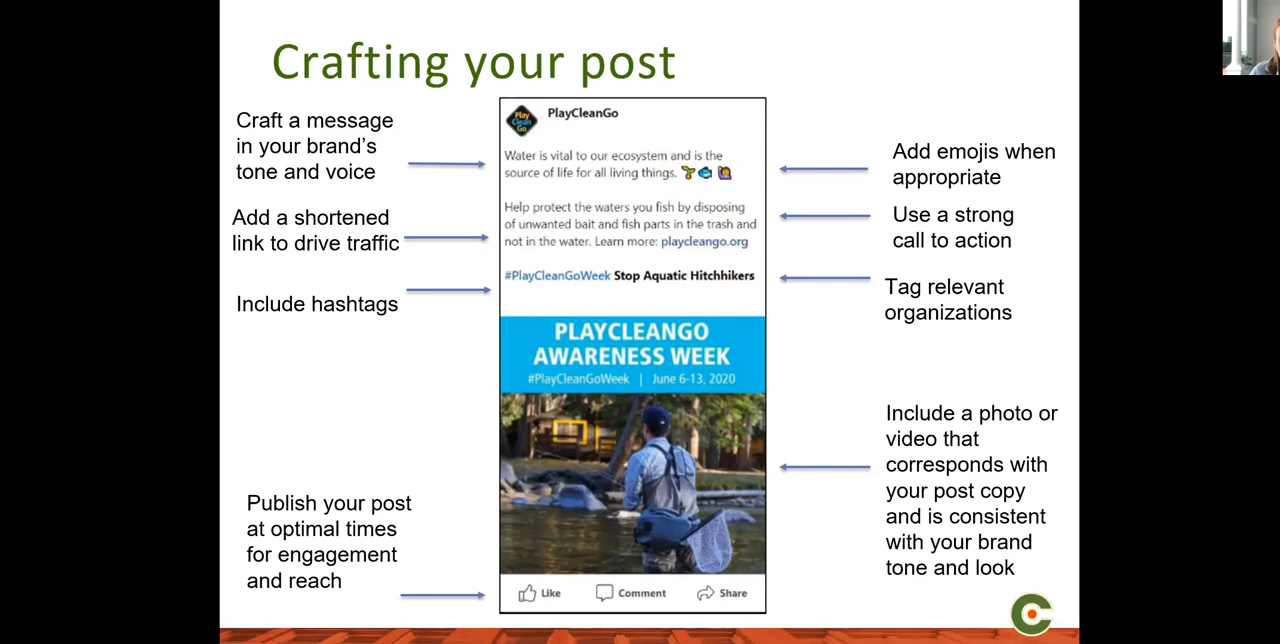 Crafting your post
Craft a message
in your brand's
tone and voice
Add a shortened
link to drive traffic
Include hashtags
Publish your post
at optimal times
for engagement
and reach
Play
Clean
Go
PlayCleanGo
Water is vital to our ecosystem and is the
source of life for all living things.
Help protect the waters you fish by disposing
of unwanted bait and fish parts in the trash and
not in the water. Learn more: playcleango.org
#PlayCleanGoWeek Stop Aquatic Hitchhikers
PLAYCLEANGO
AWARENESS WEEK
#PlayCleanGoWeek | June 6-13, 2020
Like Comment Share
Add emojis when
appropriate
Use a strong
call to action
Tag relevant
organizations
Include a photo or
video that
corresponds with
your post copy
and is consistent
with your brand
tone and look